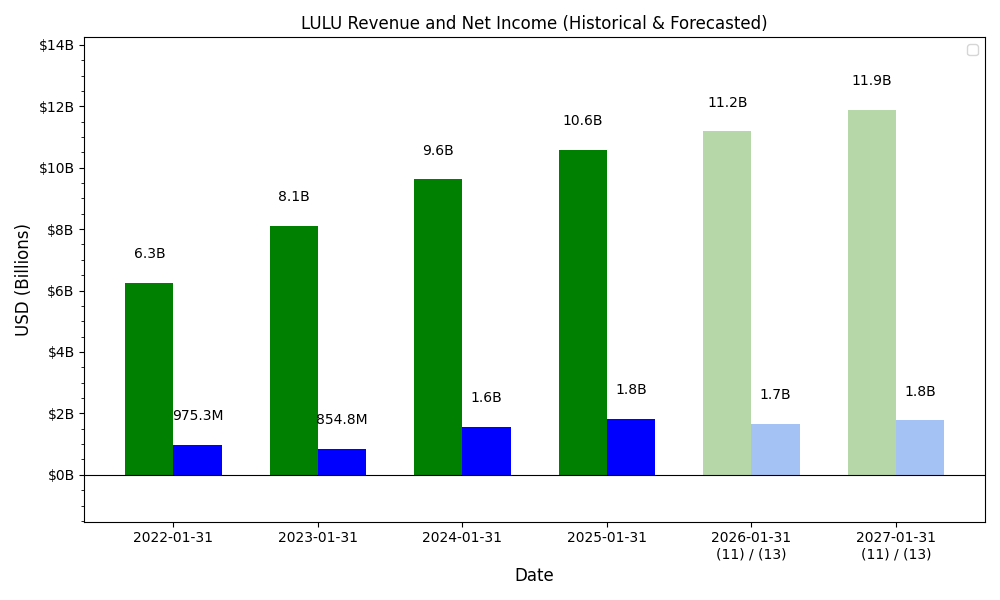 LULU Revenue and Net Income (Historical & Forecasted)
$14B
$12B
$10B
$8B
$6B
$4B
$2B
$0B
USD (Billions)
6.3B
975.3M
8.1B
854.8M
9.6B
1.6B
10.6B
1.8B
11.2B
1.7B
11.9B
1.8B
2022-01-31
2023-01-31
2024-01-31
2025-01-31
2026-01-31
(11) / (13)
2027-01-31
(11) / (13)
Date